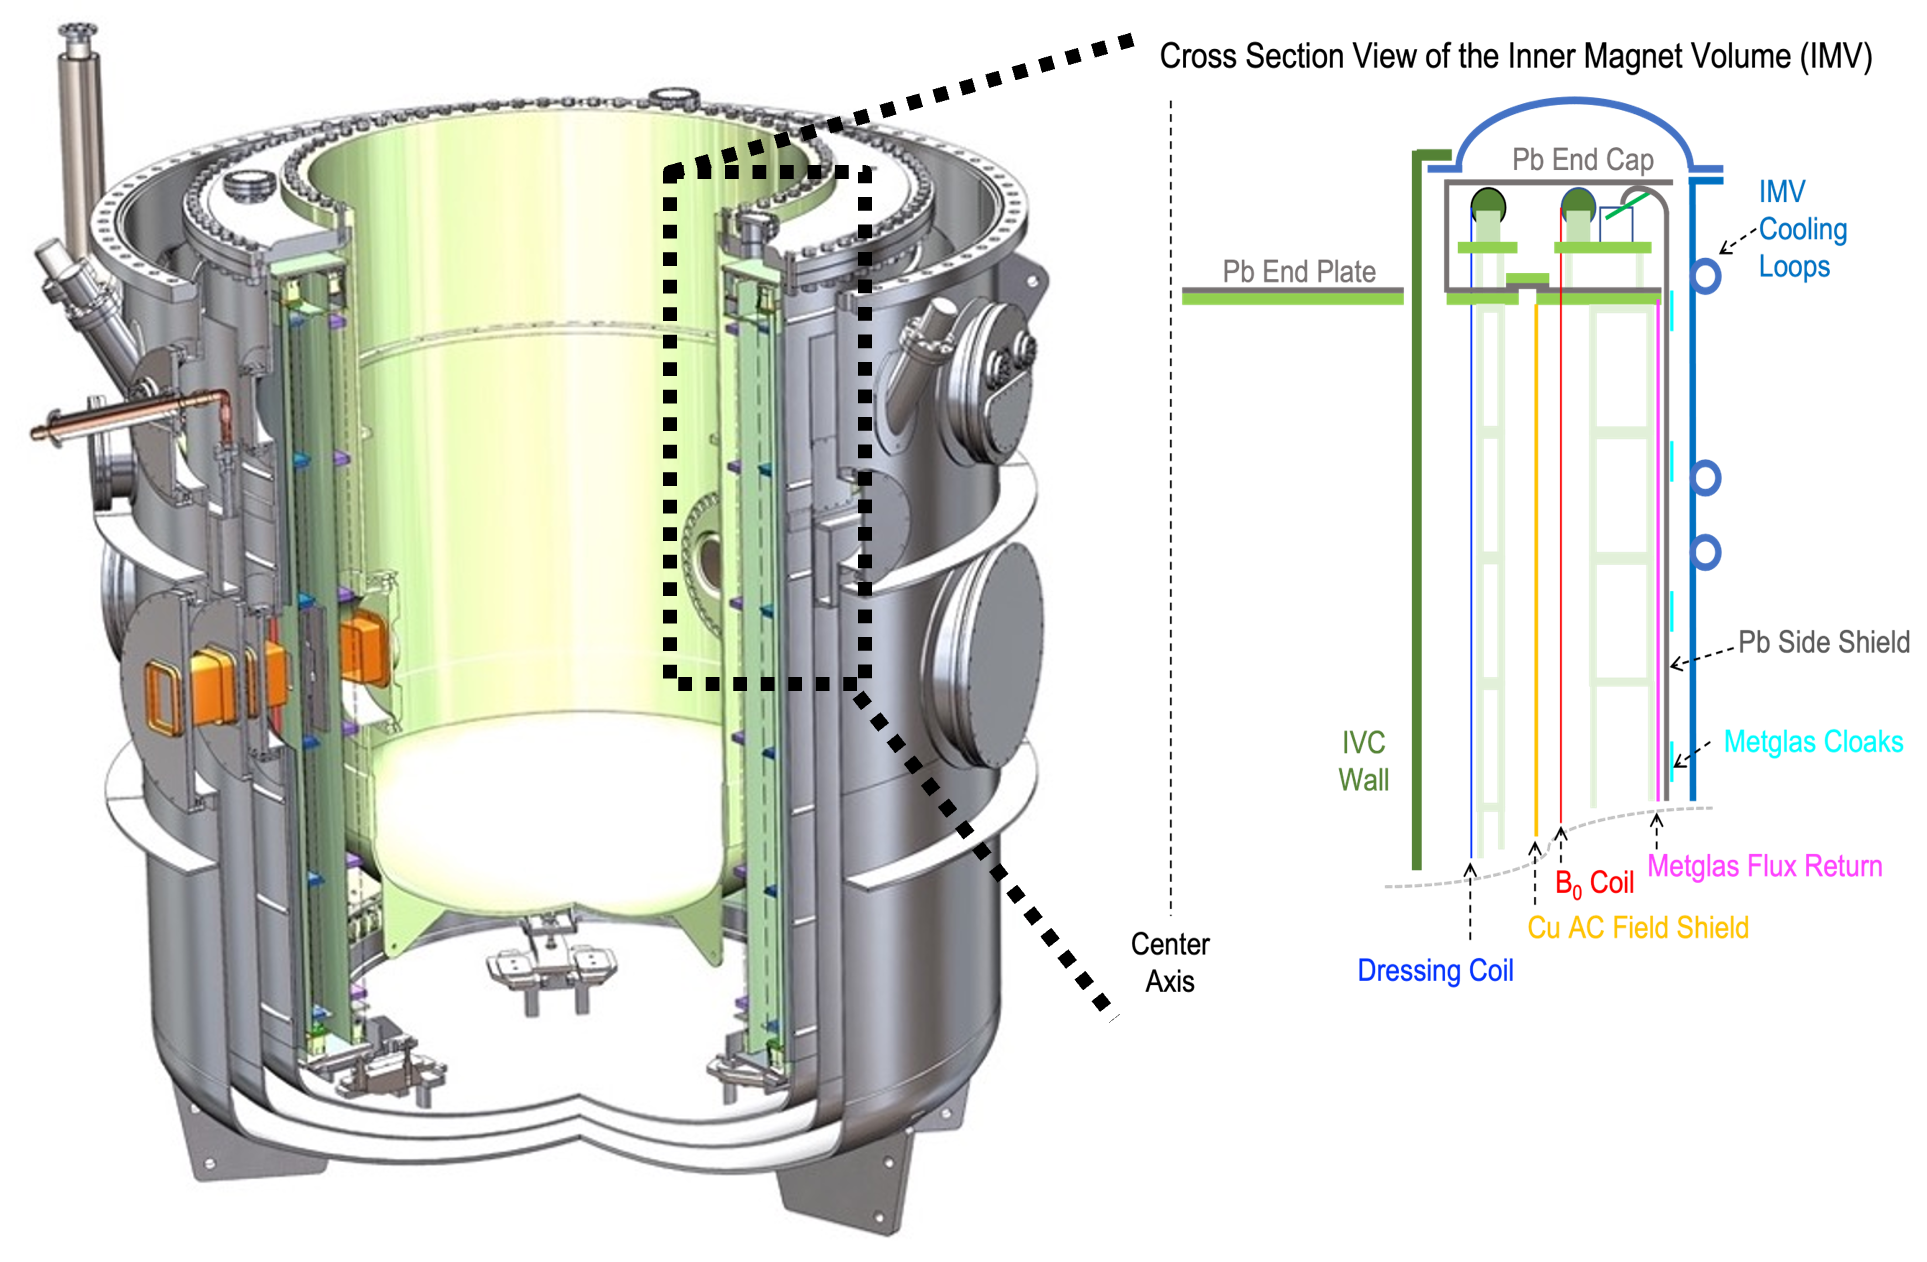 Cross Section View of the Inner Magnet Volume (IMV)
Pb End Cap
IMV
Cooling
Loops
Pb End Plate
Pb Side Shield
IVC
Wall
Metglas Cloaks
Metglas Flux Return
B0 Coil
Cu AC Field Shield
Center
Axis
Dressing Coil